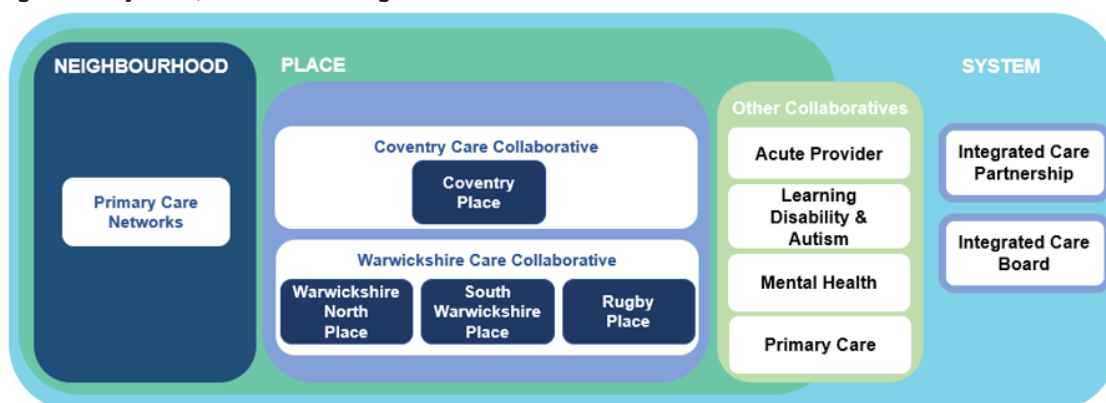 NEIGHBOURHOOD
Primary Care
Networks
PLACE
Coventry Care Collaborative
Coventry
Place
Warwickshire Care Collaborative
Warwickshire
North
Place
South
Warwickshire
Place
Rugby
Place
Other Collaboratives
Acute Provider
Learning
Disability &
Autism
Mental Health
Primary Care
SYSTEM
Integrated Care
Partnership
Integrated Care
Board